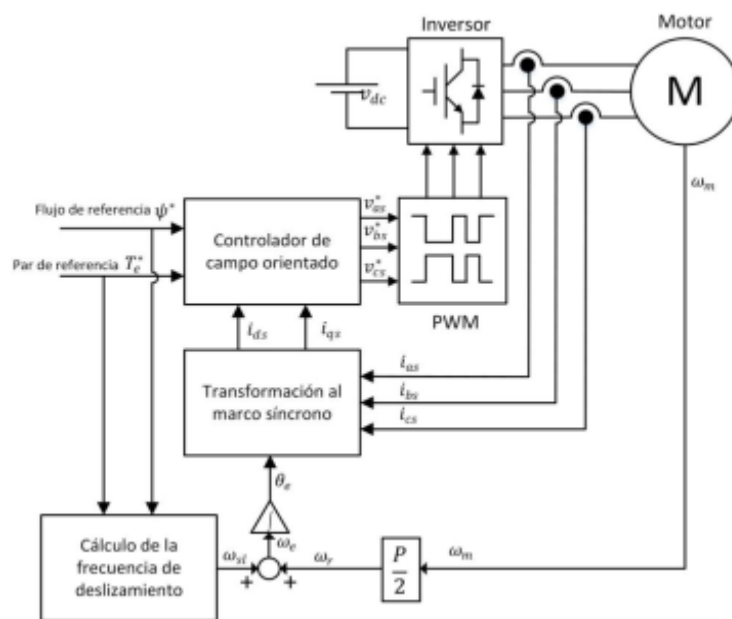 Inversor
Motor
v_dc
M
ω_m
Flujo de referencia ψ*
Par de referencia T_e*
Controlador de
campo orientado
v_as*
v_bs*
v_cs*
PWM
i_ds
i_qs
Transformación al
marco síncrono
i_as
i_bs
i_cs
θ_e
∫
ω_e
Cálculo de la
frecuencia de
deslizamiento
ω_sl
+
+
ω_r
P
2
ω_m